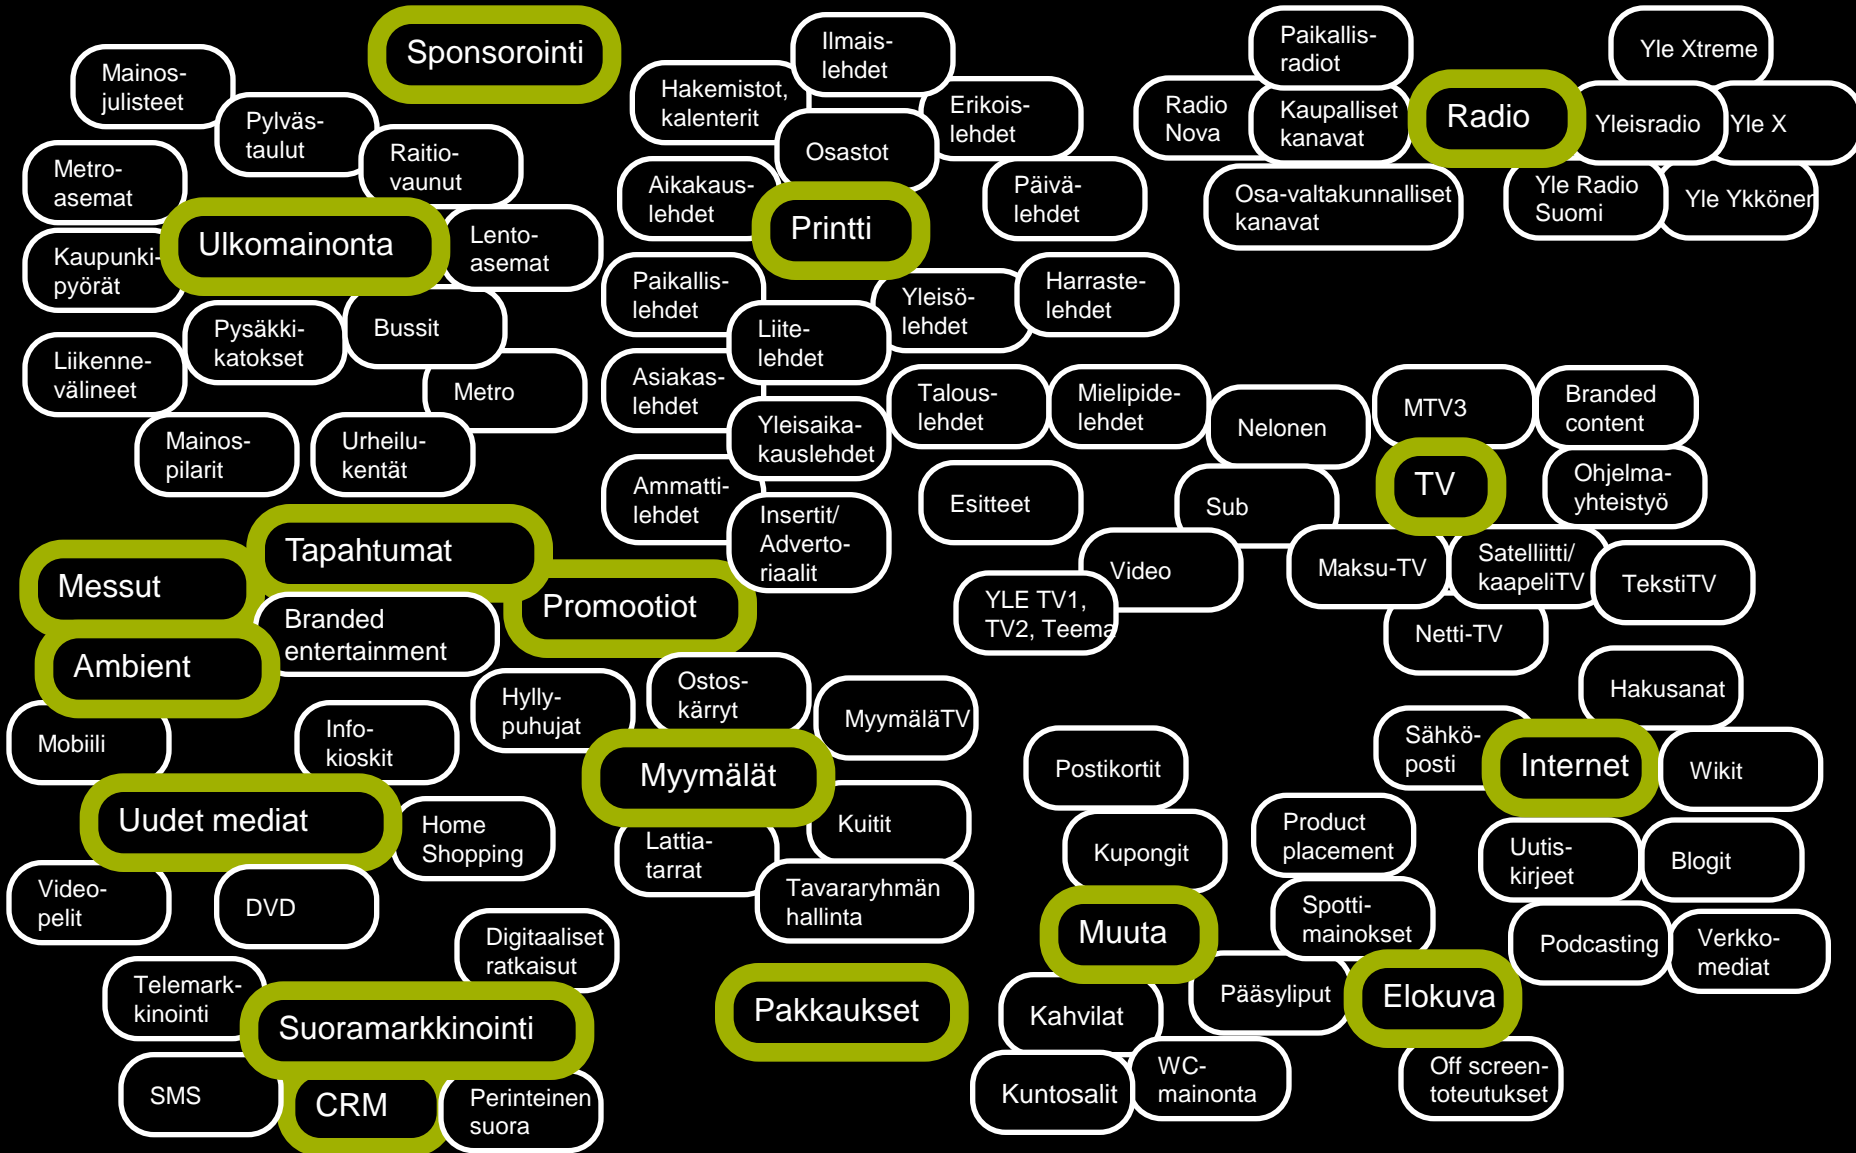 Sponsorointi
Mainos-
julisteet
Pylväs-
taulut
Raitio-
vaunut
Metro-
asemat
Ulkomainonta
Lento-
asemat
Kaupunki-
pyörät
Pysäkki-
katokset
Bussit
Liikenne-
välineet
Metro
Mainos-
pilarit
Urheilu-
kentät
Ilmais-
lehdet
Hakemistot,
kalenterit
Erikois-
lehdet
Osastot
Aikakaus-
lehdet
Päivä-
lehdet
Printti
Paikallis-
lehdet
Yleisö-
lehdet
Harraste-
lehdet
Liite-
lehdet
Asiakas-
lehdet
Talous-
lehdet
Mielipide-
lehdet
Yleisaika-
kauslehdet
Ammatti-
lehdet
Esitteet
Insertit/
Adverto-
riaalit
Paikallis-
radiot
Yle Xtreme
Radio
Nova
Kaupalliset
kanavat
Radio
Yleisradio
Yle X
Osa-valtakunnalliset
kanavat
Yle Radio
Suomi
Yle Ykkönen
Nelonen
MTV3
Branded
content
TV
Ohjelma-
yhteistyö
Sub
Video
Maksu-TV
Satelliitti/
kaapeliTV
TekstiTV
YLE TV1,
TV2, Teema
Netti-TV
Tapahtumat
Messut
Promootiot
Branded
entertainment
Ambient
Mobiili
Info-
kioskit
Uudet mediat
Home
Shopping
Video-
pelit
DVD
Hylly-
puhujat
Ostos-
kärryt
MyymäläTV
Myymälät
Kuitit
Lattia-
tarrat
Tavararyhmän
hallinta
Hakusanat
Sähkö-
posti
Internet
Wikit
Uutis-
kirjeet
Blogit
Podcasting
Verkko-
mediat
Postikortit
Kupongit
Product
placement
Muuta
Spotti-
mainokset
Pääsyliput
Elokuva
Kahvilat
Kuntosalit
WC-
mainonta
Off screen-
toteutukset
Digitaaliset
ratkaisut
Telemark-
kinointi
Suoramarkkinointi
Pakkaukset
SMS
CRM
Perinteinen
suora